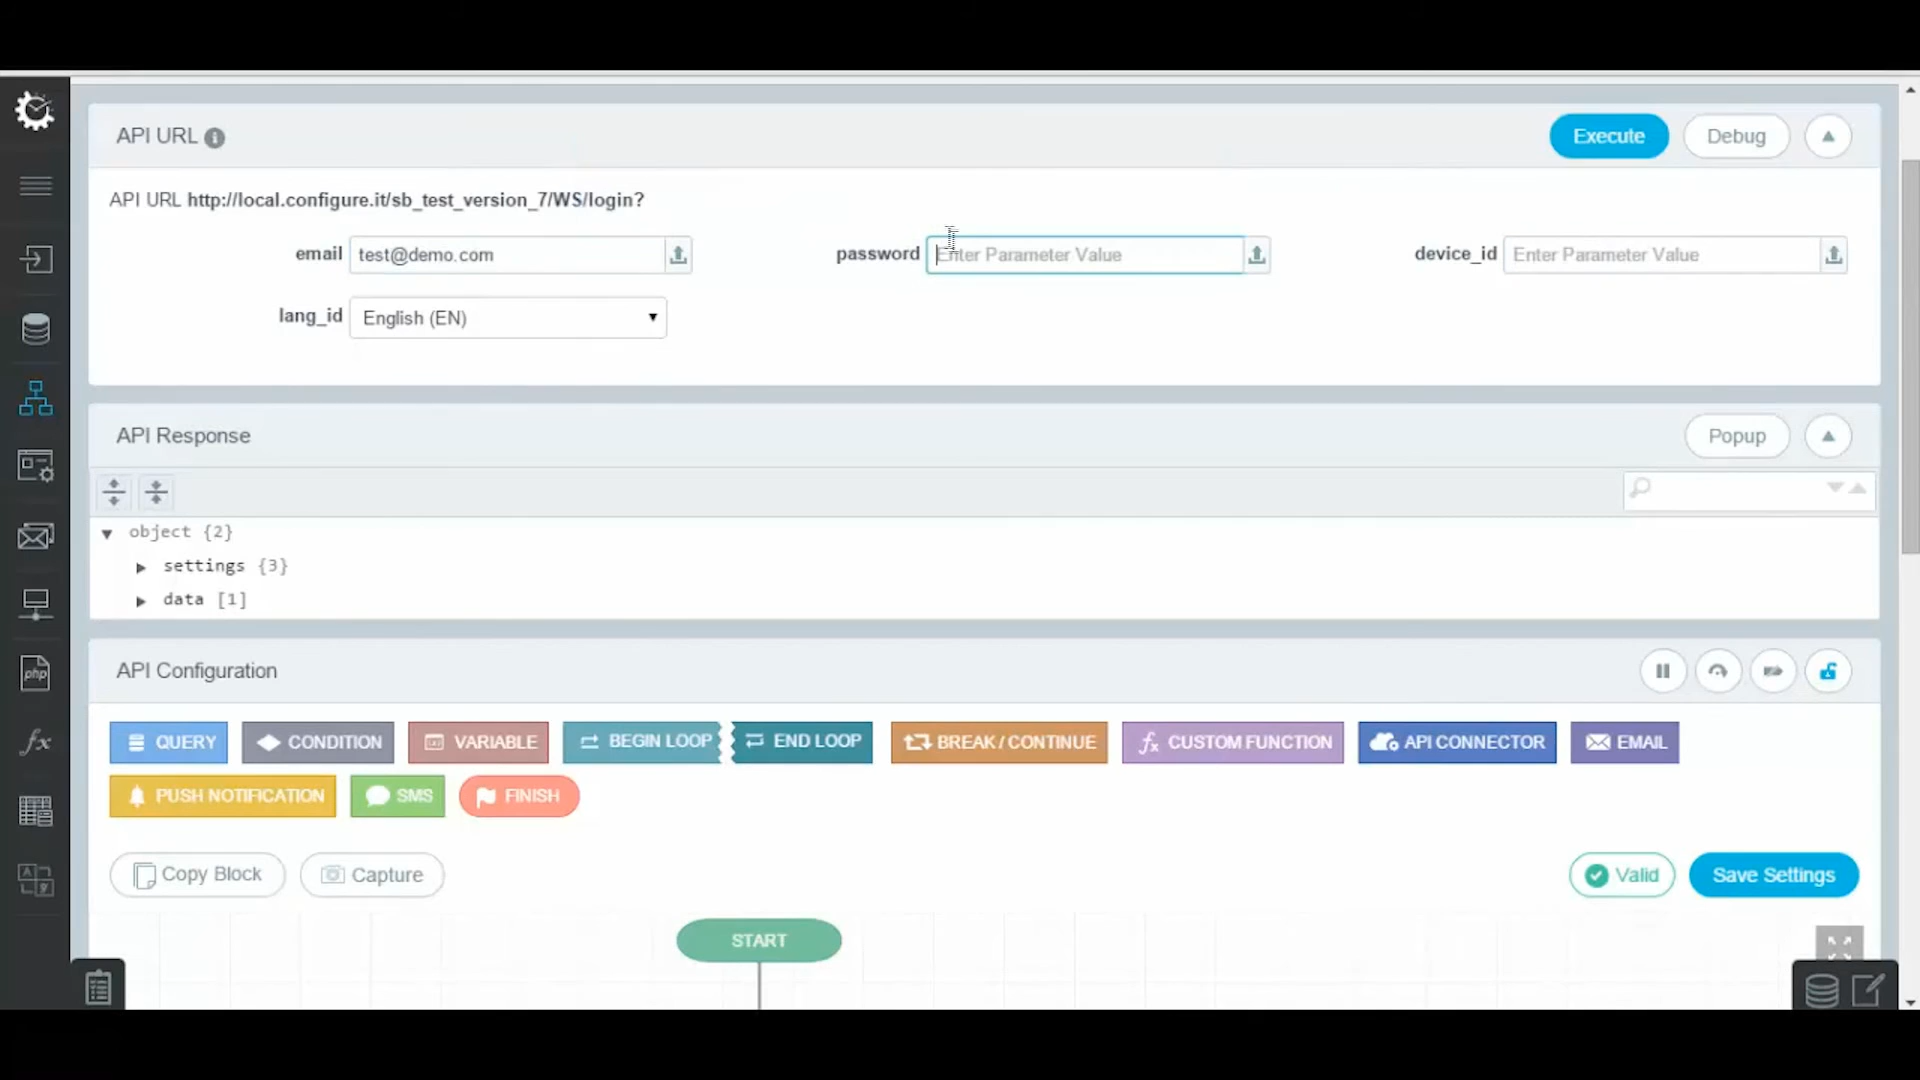 API URL
Execute
Debug
API URL http://local.configure.it/sb_test_version_7/WS/login?
email test@demo.com
password Enter Parameter Value
device_id Enter Parameter Value
lang_id English (EN)
API Response
Popup
object {2}
settings {3}
data [1]
API Configuration
QUERY CONDITION VARIABLE BEGIN LOOP END LOOP BREAK / CONTINUE CUSTOM FUNCTION API CONNECTOR EMAIL
PUSH NOTIFICATION SMS FINISH
Copy Block Capture Valid Save Settings
START
php
fx